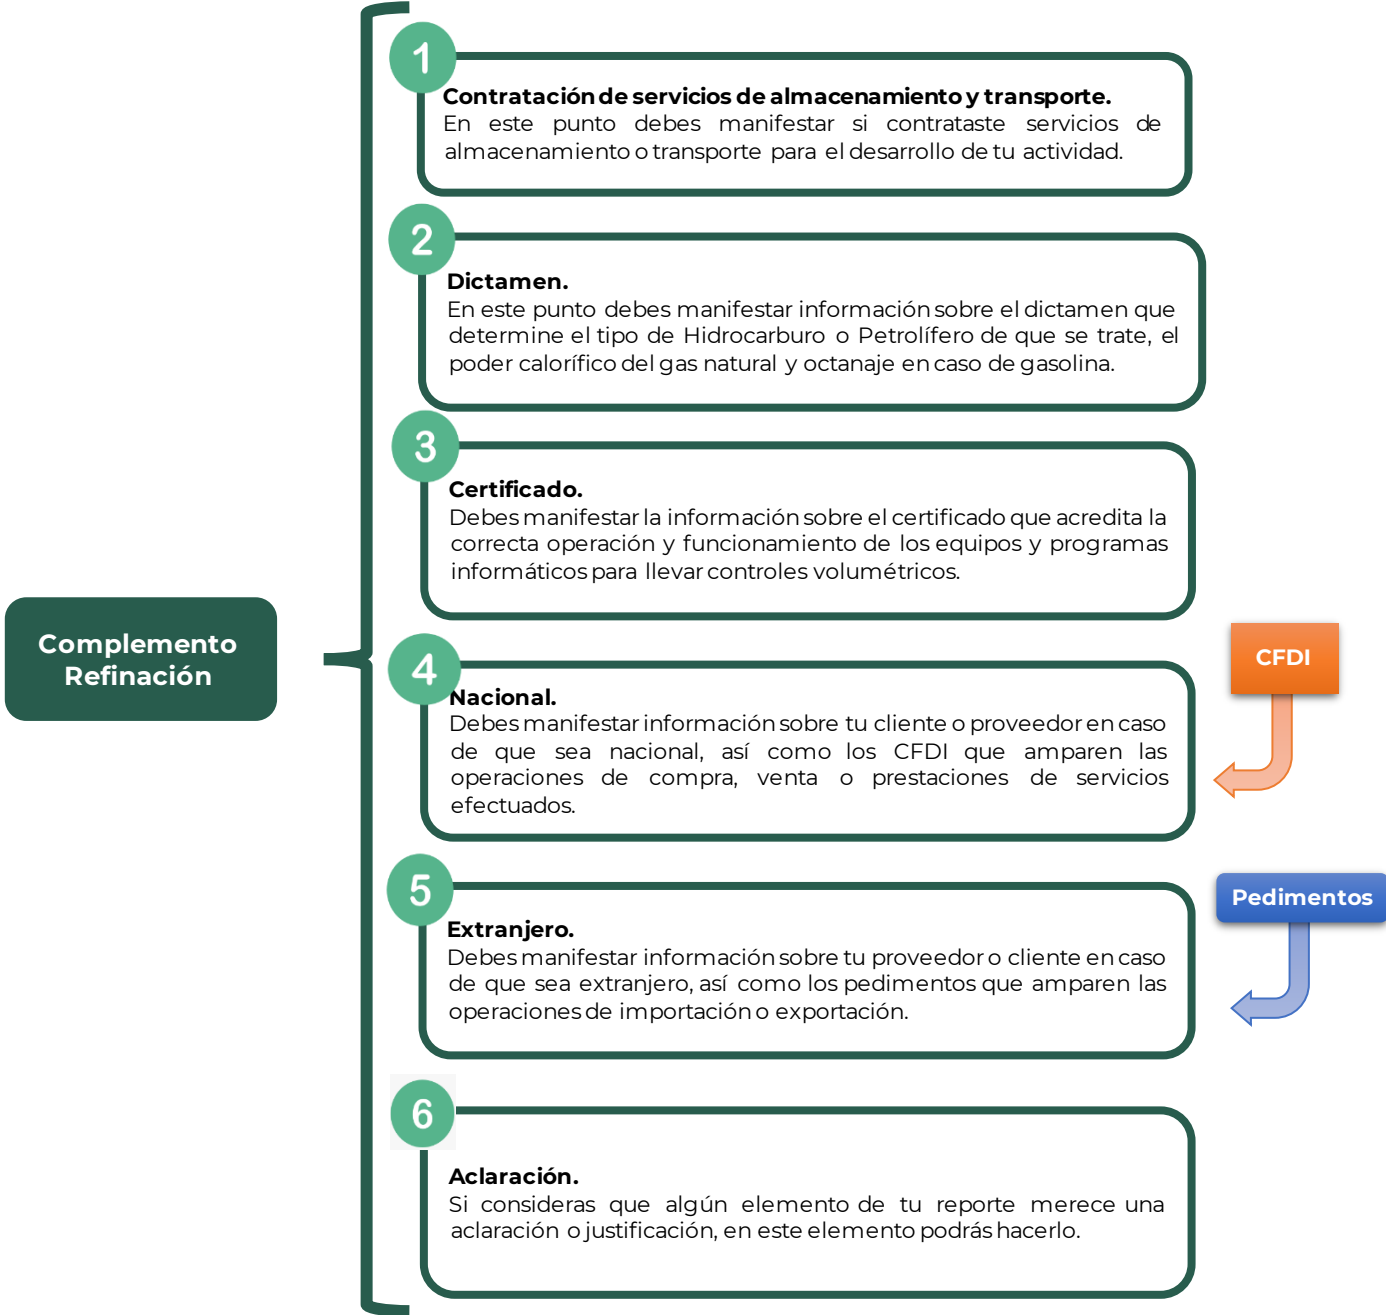 Complemento
Refinación
1
Contratación de servicios de almacenamiento y transporte.
En este punto debes manifestar si contrataste servicios de
almacenamiento o transporte para el desarrollo de tu actividad.
2
Dictamen.
En este punto debes manifestar información sobre el dictamen que
determine el tipo de Hidrocarburo o Petrolífero de que se trate, el
poder calorífico del gas natural y octanaje en caso de gasolina.
3
Certificado.
Debes manifestar la información sobre el certificado que acredita la
correcta operación y funcionamiento de los equipos y programas
informáticos para llevar controles volumétricos.
4
Nacional.
Debes manifestar información sobre tu cliente o proveedor en caso
de que sea nacional, así como los CFDI que amparen las
operaciones de compra, venta o prestaciones de servicios
efectuados.
CFDI
5
Extranjero.
Debes manifestar información sobre tu proveedor o cliente en caso
de que sea extranjero, así como los pedimentos que amparen las
operaciones de importación o exportación.
Pedimentos
6
Aclaración.
Si consideras que algún elemento de tu reporte merece una
aclaración o justificación, en este elemento podrás hacerlo.